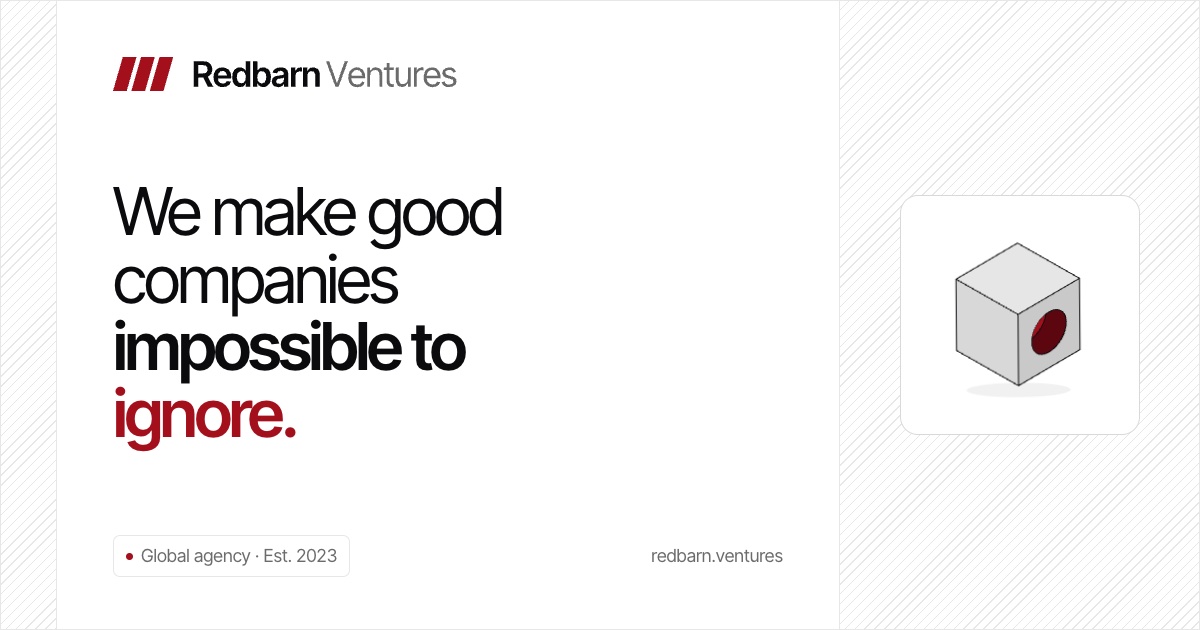 Redbarn Ventures
We make good
companies
impossible to
ignore.
Global agency · Est. 2023
redbarn.ventures